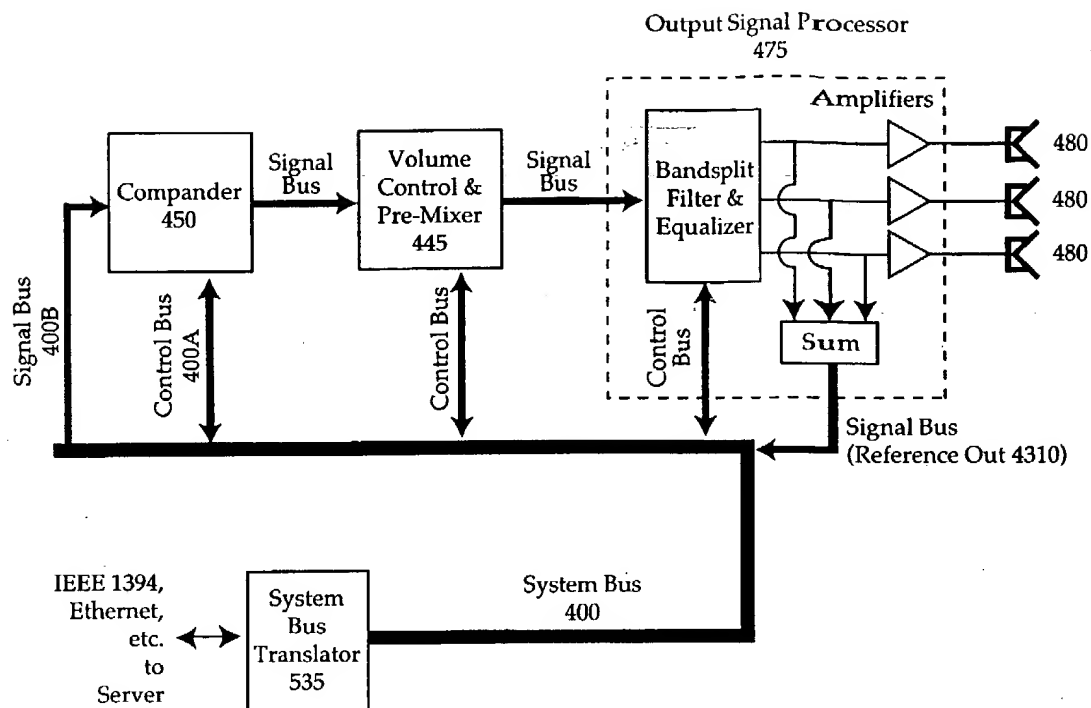 Output Signal Processor
475
Amplifiers
Compander
450
Signal
Bus
Volume
Control &
Pre-Mixer
445
Signal
Bus
Bandsplit
Filter &
Equalizer
480
480
480
Signal Bus
400B
Control Bus
400A
Control Bus
Control
Bus
Sum
Signal Bus
(Reference Out 4310)
IEEE 1394,
Ethernet,
etc.
to
Server
System
Bus
Translator
535
System Bus
400